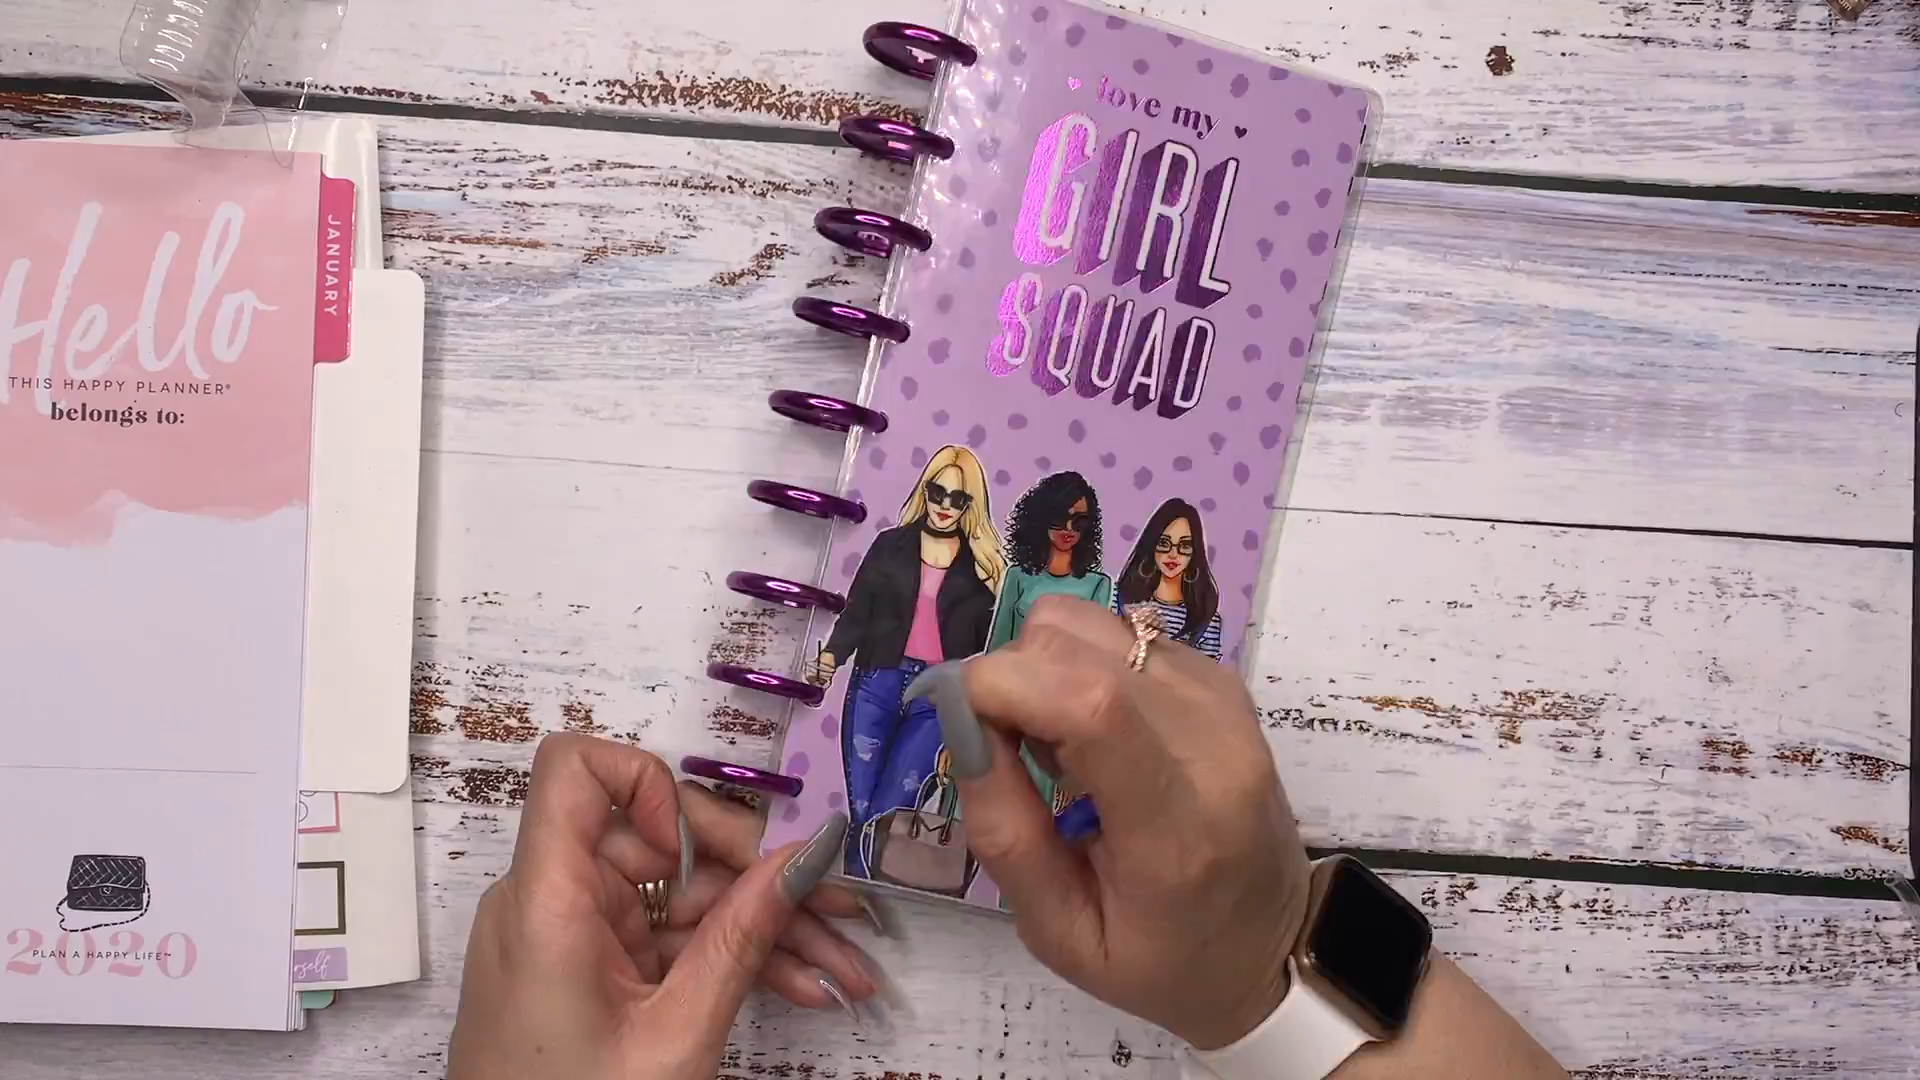 love my
GIRL
SQUAD
JANUARY
Hello
THIS HAPPY PLANNER®
belongs to:
2020
PLAN A HAPPY LIFE™